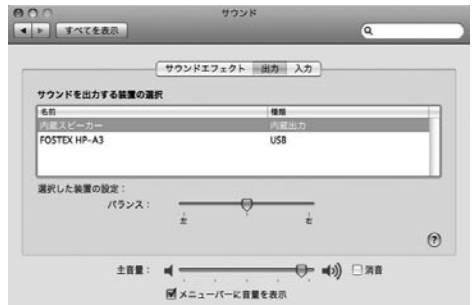 サウンド
すべてを表示
サウンドエフェクト 出力 入力
サウンドを出力する装置の選択
名前 種類
内蔵スピーカー 内蔵出力
FOSTEX HP-A3 USB
選択した装置の設定：
バランス：
左 右
?
主音量： 消音
メニューバーに音量を表示